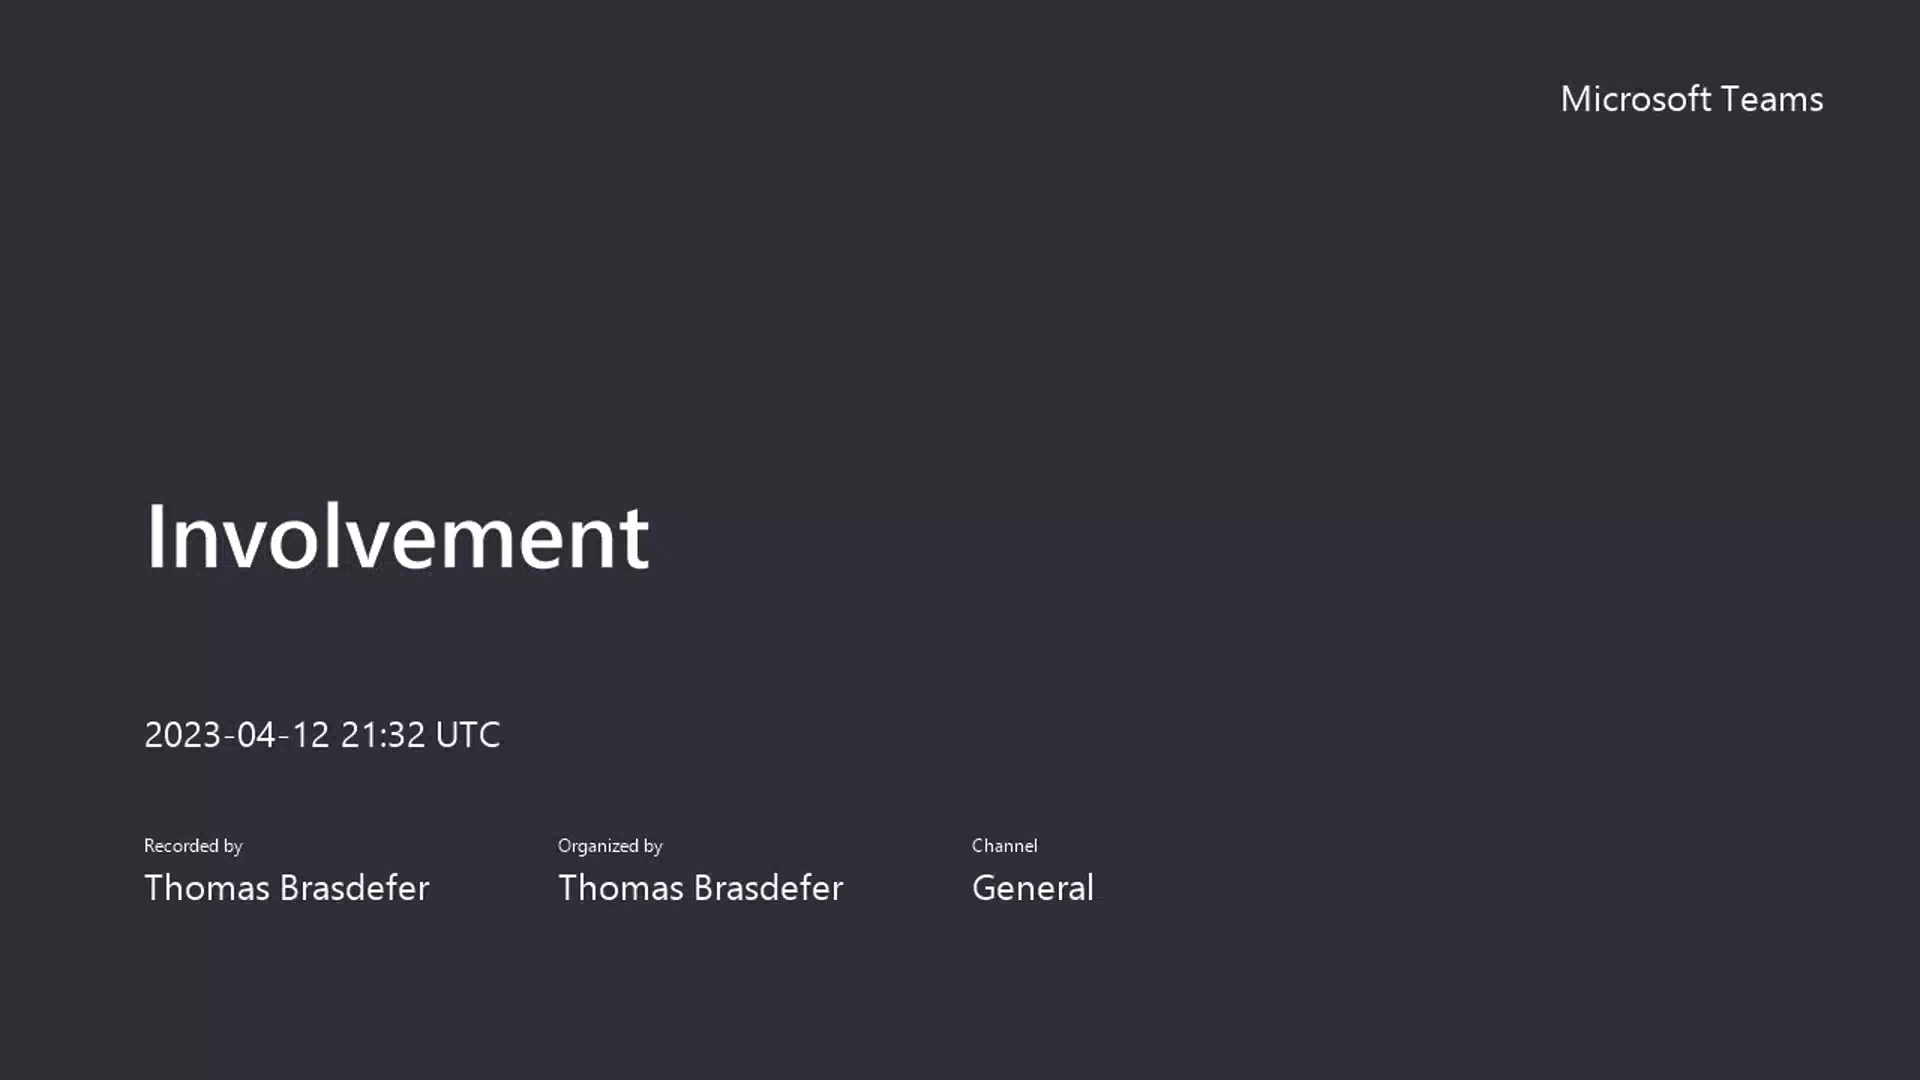 Microsoft Teams
Involvement
2023-04-12 21:32 UTC
Recorded by
Thomas Brasdefer
Organized by
Thomas Brasdefer
Channel
General